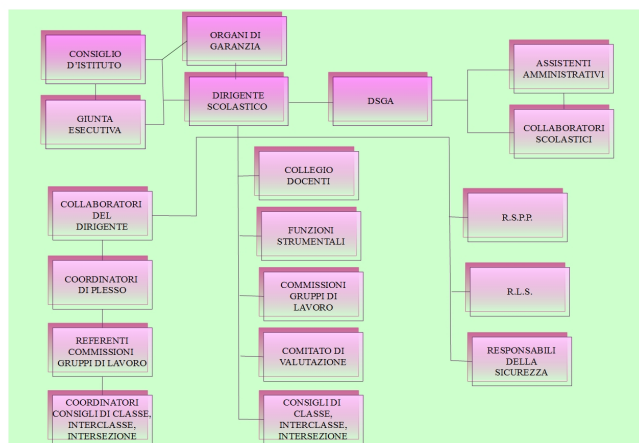 ORGANI DI
GARANZIA
CONSIGLIO
D'ISTITUTO
ASSISTENTI
AMMINISTRATIVI
DIRIGENTE
SCOLASTICO
DSGA
GIUNTA
ESECUTIVA
COLLABORATORI
SCOLASTICI
COLLEGIO
DOCENTI
COLLABORATORI
DEL
DIRIGENTE
R.S.P.P.
FUNZIONI
STRUMENTALI
COORDINATORI
DI PLESSO
COMMISSIONI
GRUPPI DI
LAVORO
R.L.S.
REFERENTI
COMMISSIONI
GRUPPI DI LAVORO
COMITATO DI
VALUTAZIONE
RESPONSABILI
DELLA
SICUREZZA
COORDINATORI
CONSIGLI DI CLASSE,
INTERCLASSE,
INTERSEZIONE
CONSIGLI DI
CLASSE,
INTERCLASSE,
INTERSEZIONE